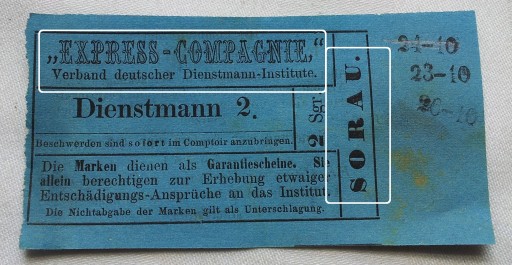 „EXPRESS-COMPAGNIE,“
Verband deutscher Dienstmann-Institute.
Dienstmann 2.
Beschwerden sind sofort im Comptoir anzubringen.
2 Sgr.
Die Marken dienen als Garantiescheine. Sie
allein berechtigen zur Erhebung etwaiger
Entschädigungs-Ansprüche an das Institut.
Die Nichtabgabe der Marken gilt als Unterschlagung.
SORAU.
24-10
23-10
26-10